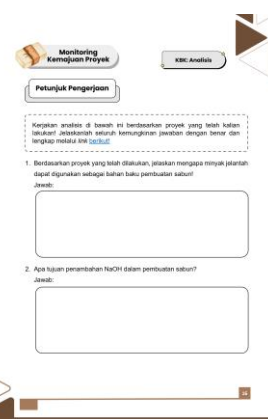 Monitoring
Kemajuan Proyek
KBK: Analisis
Petunjuk Pengerjaan
Kerjakan analisis di bawah ini berdasarkan proyek yang telah kalian
lakukan! Jelaskanlah seluruh kemungkinan jawaban dengan benar dan
lengkap melalui link berikut!
1. Berdasarkan proyek yang telah dilakukan, jelaskan mengapa minyak jelantah
dapat digunakan sebagai bahan baku pembuatan sabun!
Jawab:
2. Apa tujuan penambahan NaOH dalam pembuatan sabun?
Jawab: